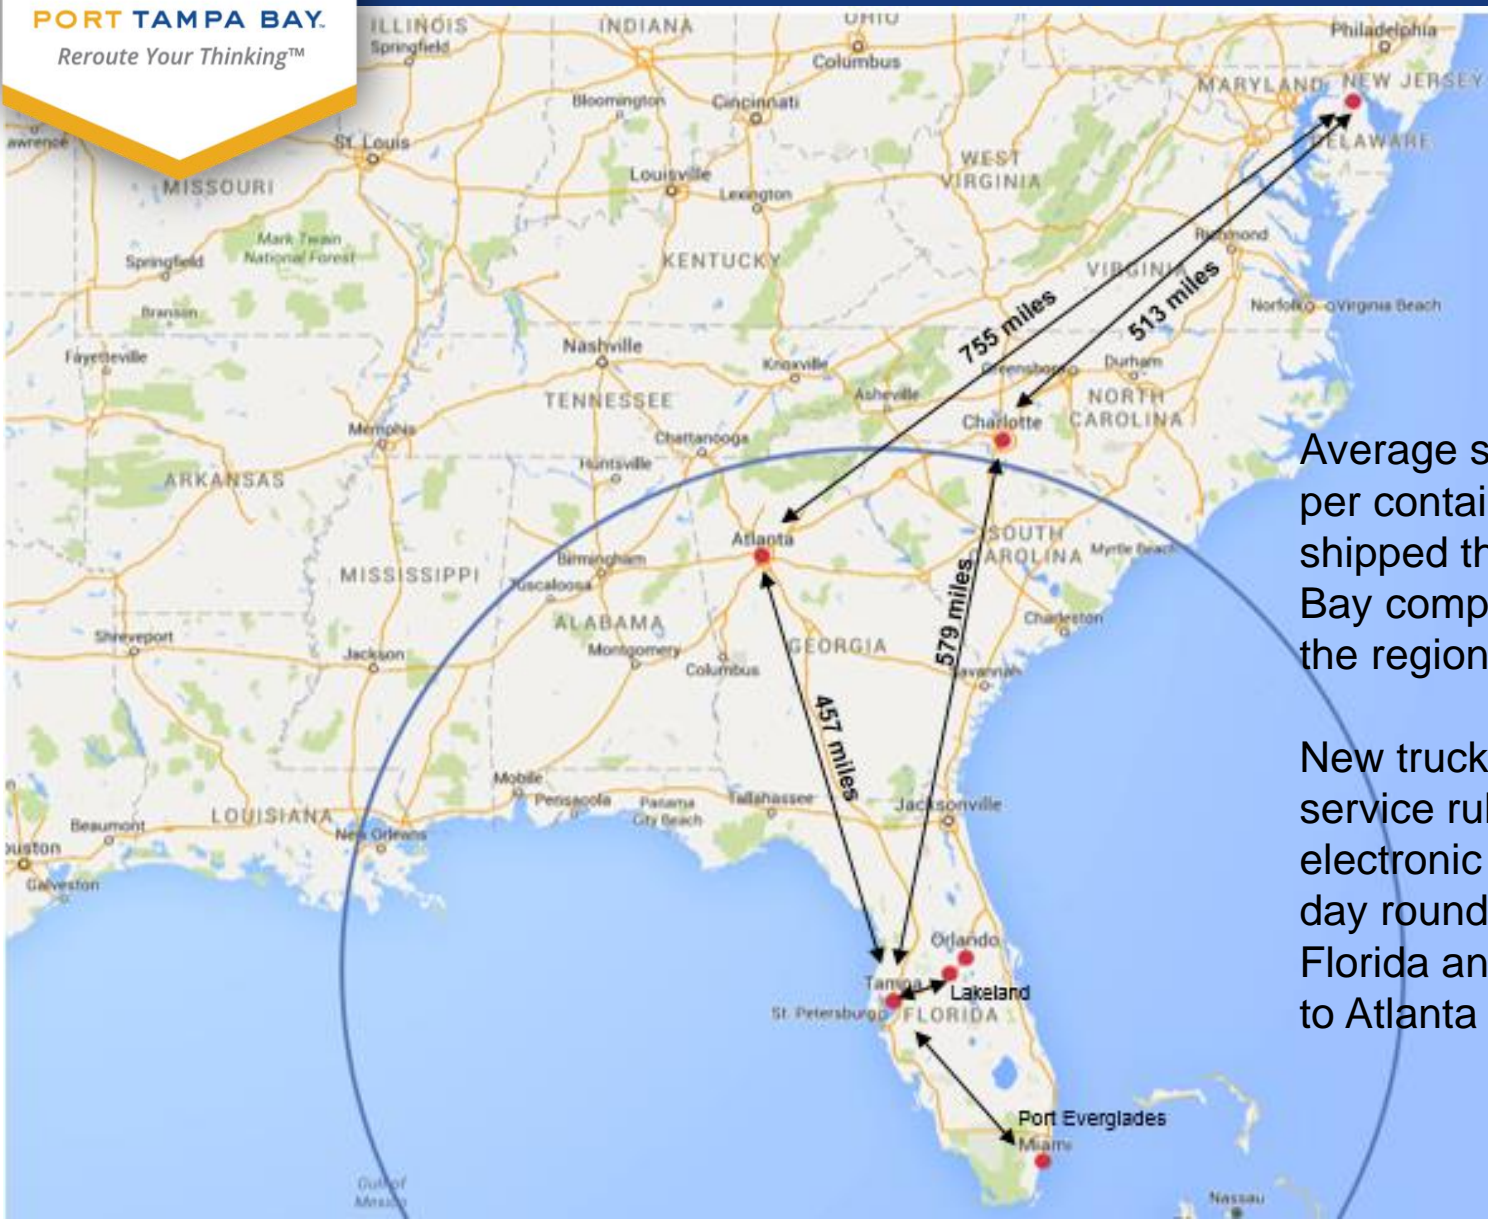 PORT TAMPA BAY™
Reroute Your Thinking™
ILLINOIS
Springfield
INDIANA
OHIO
Columbus
Philadelphia
MARYLAND
NEW JERSEY
Bloomington
Cincinnati
awrence
St. Louis
DELAWARE
MISSOURI
Louisville
Lexington
WEST
VIRGINIA
Mark Twain
National Forest
Springfield
KENTUCKY
Richmond
VIRGINIA
Branson
755 miles
513 miles
Norfolk
Virginia Beach
Fayetteville
Nashville
Knoxville
Greensboro
Durham
TENNESSEE
Asheville
NORTH
CAROLINA
Memphis
Chattanooga
Charlotte
ARKANSAS
Huntsville
Average s
per contai
shipped th
Bay comp
the region
Atlanta
SOUTH
CAROLINA
Myrtle Beach
Birmingham
MISSISSIPPI
Tuscaloosa
579 miles
Charleston
ALABAMA
Shreveport
Jackson
Montgomery
Columbus
GEORGIA
Savannah
457 miles
New truck
service rul
electronic
day round
Florida an
to Atlanta
Mobile
Pensacola
Panama
City Beach
Tallahassee
Jacksonville
LOUISIANA
Beaumont
New Orleans
ouston
Galveston
Orlando
Tampa
Lakeland
St. Petersburg
FLORIDA
Port Everglades
Miami
Gulf of
Mexico
Nassau